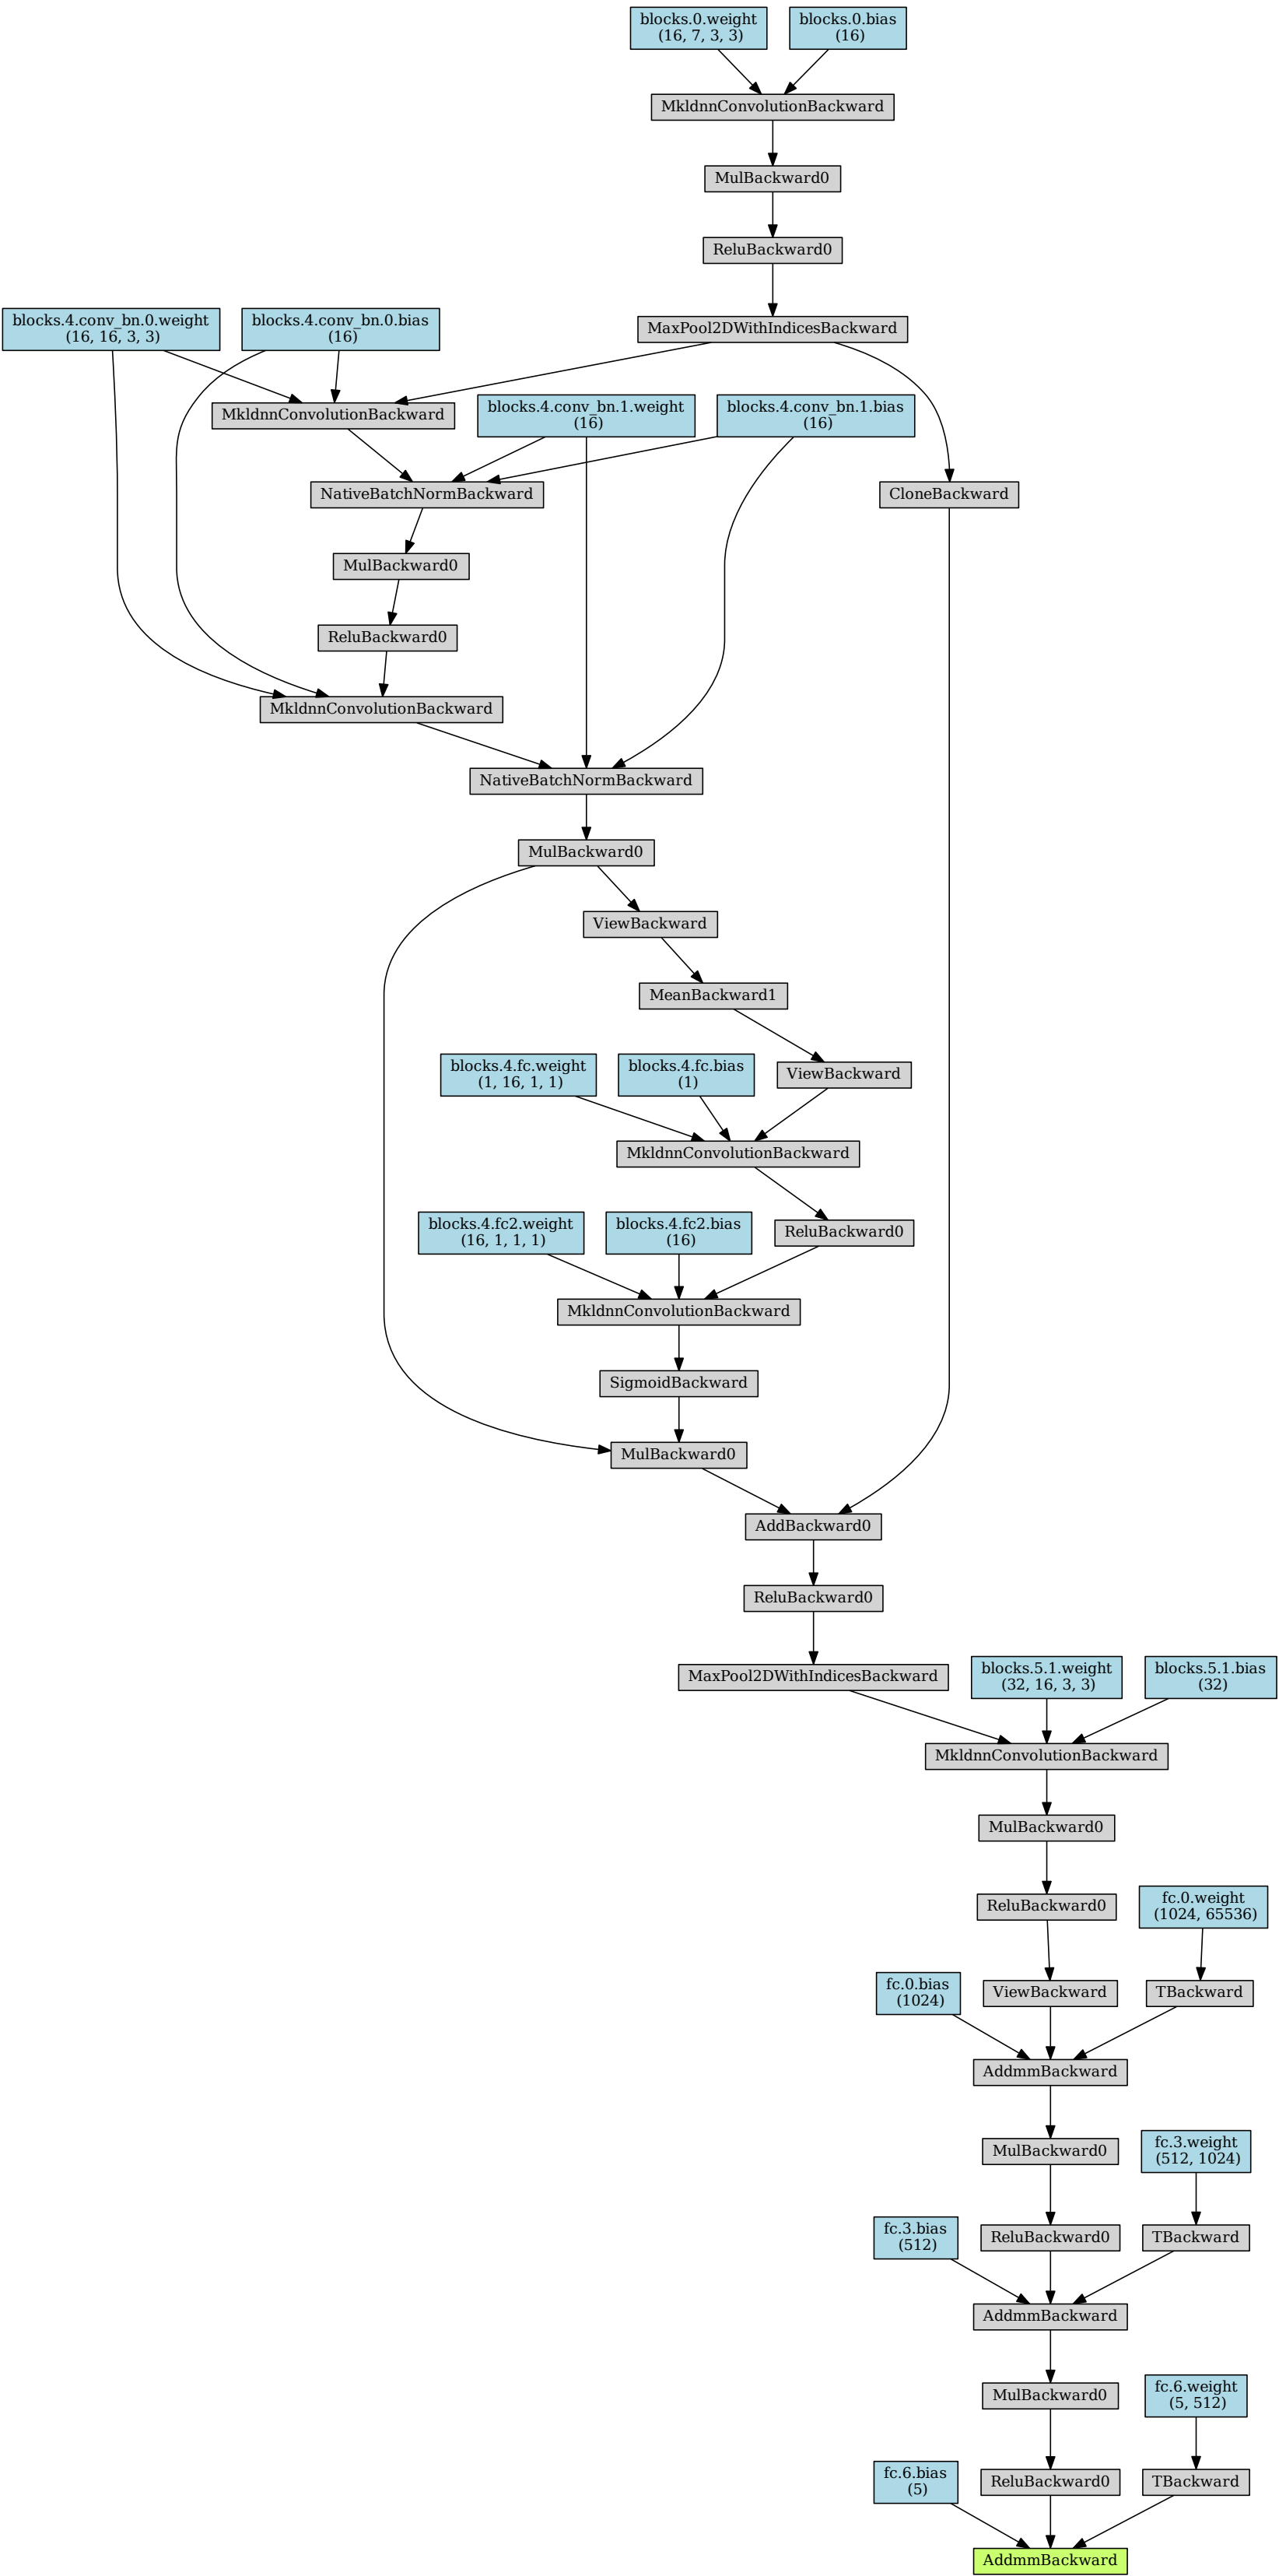 blocks.0.weight
(16, 7, 3, 3)
blocks.0.bias
(16)
MkldnnConvolutionBackward
MulBackward0
ReluBackward0
MaxPool2DWithIndicesBackward
blocks.4.conv_bn.0.weight
(16, 16, 3, 3)
blocks.4.conv_bn.0.bias
(16)
MkldnnConvolutionBackward
blocks.4.conv_bn.1.weight
(16)
blocks.4.conv_bn.1.bias
(16)
NativeBatchNormBackward
CloneBackward
MulBackward0
ReluBackward0
MkldnnConvolutionBackward
NativeBatchNormBackward
MulBackward0
ViewBackward
MeanBackward1
blocks.4.fc.weight
(1, 16, 1, 1)
blocks.4.fc.bias
(1)
ViewBackward
MkldnnConvolutionBackward
blocks.4.fc2.weight
(16, 1, 1, 1)
blocks.4.fc2.bias
(16)
ReluBackward0
MkldnnConvolutionBackward
SigmoidBackward
MulBackward0
AddBackward0
ReluBackward0
MaxPool2DWithIndicesBackward
blocks.5.1.weight
(32, 16, 3, 3)
blocks.5.1.bias
(32)
MkldnnConvolutionBackward
MulBackward0
ReluBackward0
fc.0.weight
(1024, 65536)
fc.0.bias
(1024)
ViewBackward
TBackward
AddmmBackward
MulBackward0
fc.3.weight
(512, 1024)
fc.3.bias
(512)
ReluBackward0
TBackward
AddmmBackward
MulBackward0
fc.6.weight
(5, 512)
fc.6.bias
(5)
ReluBackward0
TBackward
AddmmBackward